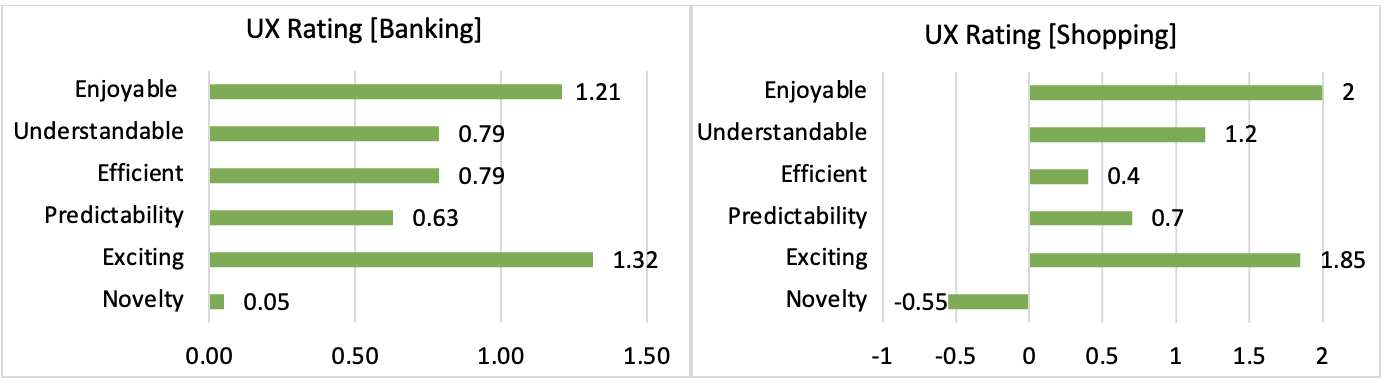 UX Rating [Banking]
Enjoyable 1.21
Understandable 0.79
Efficient 0.79
Predictability 0.63
Exciting 1.32
Novelty 0.05
0.00 0.50 1.00 1.50
UX Rating [Shopping]
Enjoyable 2
Understandable 1.2
Efficient 0.4
Predictability 0.7
Exciting 1.85
Novelty -0.55
-1 -0.5 0 0.5 1 1.5 2